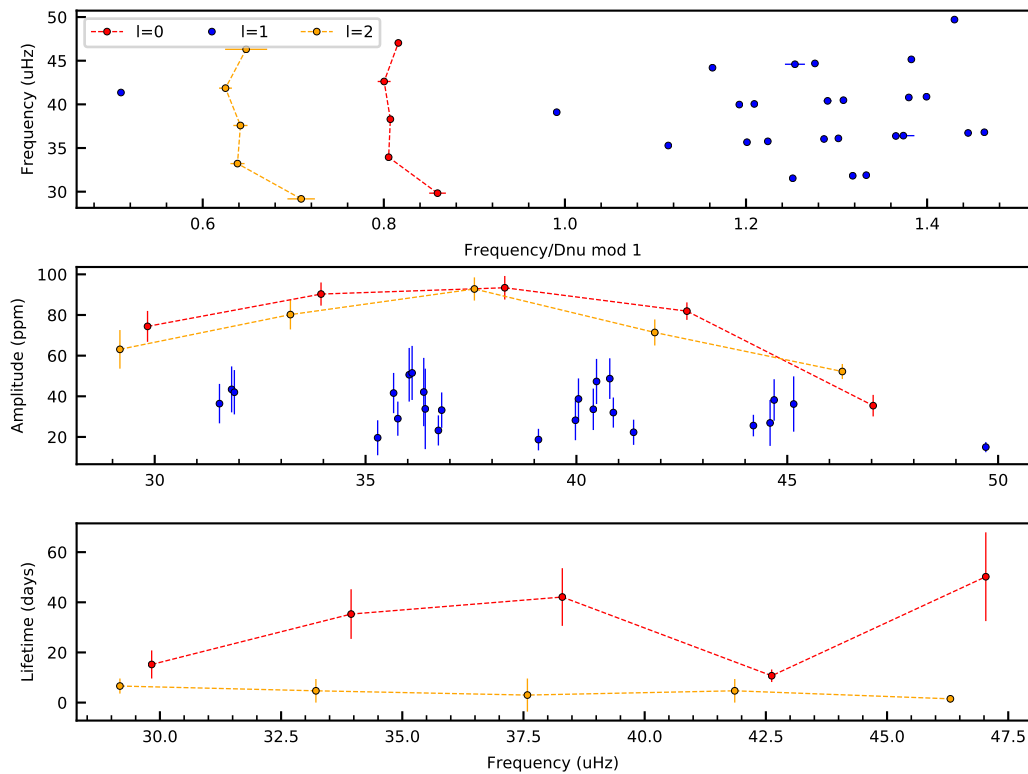 Frequency (uHz)
50
45
40
35
30
l=0 l=1 l=2
0.6 0.8 1.0 1.2 1.4
Frequency/Dnu mod 1
Amplitude (ppm)
100
80
60
40
20
30 35 40 45 50
Lifetime (days)
60
40
20
0
30.0 32.5 35.0 37.5 40.0 42.5 45.0 47.5
Frequency (uHz)